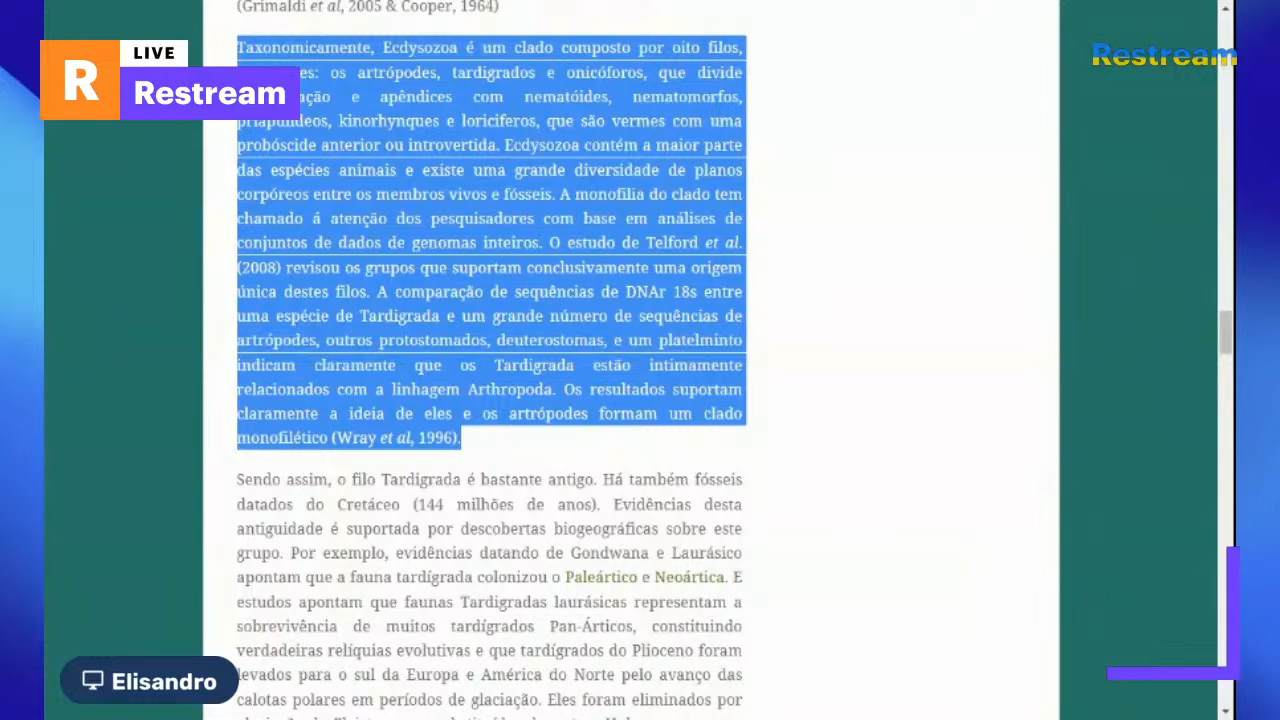 (Grimaldi et al, 2005 & Cooper, 1964)
Taxonomicamente, Ecdysozoa é um clado composto por oito filos,
es: os artrópodes, tardigrados e onicóforos, que divide
ção e apêndices com nematóides, nematomorfos,
priapulídeos, kinorhynques e loriciferos, que são vermes com uma
probóscide anterior ou introvertida. Ecdysozoa contém a maior parte
das espécies animais e existe uma grande diversidade de planos
corpóreos entre os membros vivos e fósseis. A monofilia do clado tem
chamado á atenção dos pesquisadores com base em análises de
conjuntos de dados de genomas inteiros. O estudo de Telford et al.
(2008) revisou os grupos que suportam conclusivamente uma origem
única destes filos. A comparação de sequências de DNAr 18s entre
uma espécie de Tardigrada e um grande número de sequências de
artrópodes, outros protostomados, deuterostomas, e um platelminto
indicam claramente que os Tardigrada estão intimamente
relacionados com a linhagem Arthropoda. Os resultados suportam
claramente a ideia de eles e os artrópodes formam um clado
monofilético (Wray et al, 1996).
Sendo assim, o filo Tardigrada é bastante antigo. Há também fósseis
datados do Cretáceo (144 milhões de anos). Evidências desta
antiguidade é suportada por descobertas biogeográficas sobre este
grupo. Por exemplo, evidências datando de Gondwana e Laurásico
apontam que a fauna tardígrada colonizou o Paleártico e Neoártica. E
estudos apontam que faunas Tardigradas laurásicas representam a
sobrevivência de muitos tardígrados Pan-Árticos, constituindo
verdadeiras relíquias evolutivas e que tardígrados do Plioceno foram
levados para o sul da Europa e América do Norte pelo avanço das
calotas polares em períodos de glaciação. Eles foram eliminados por
R
LIVE
Restream
Restream
Elisandro